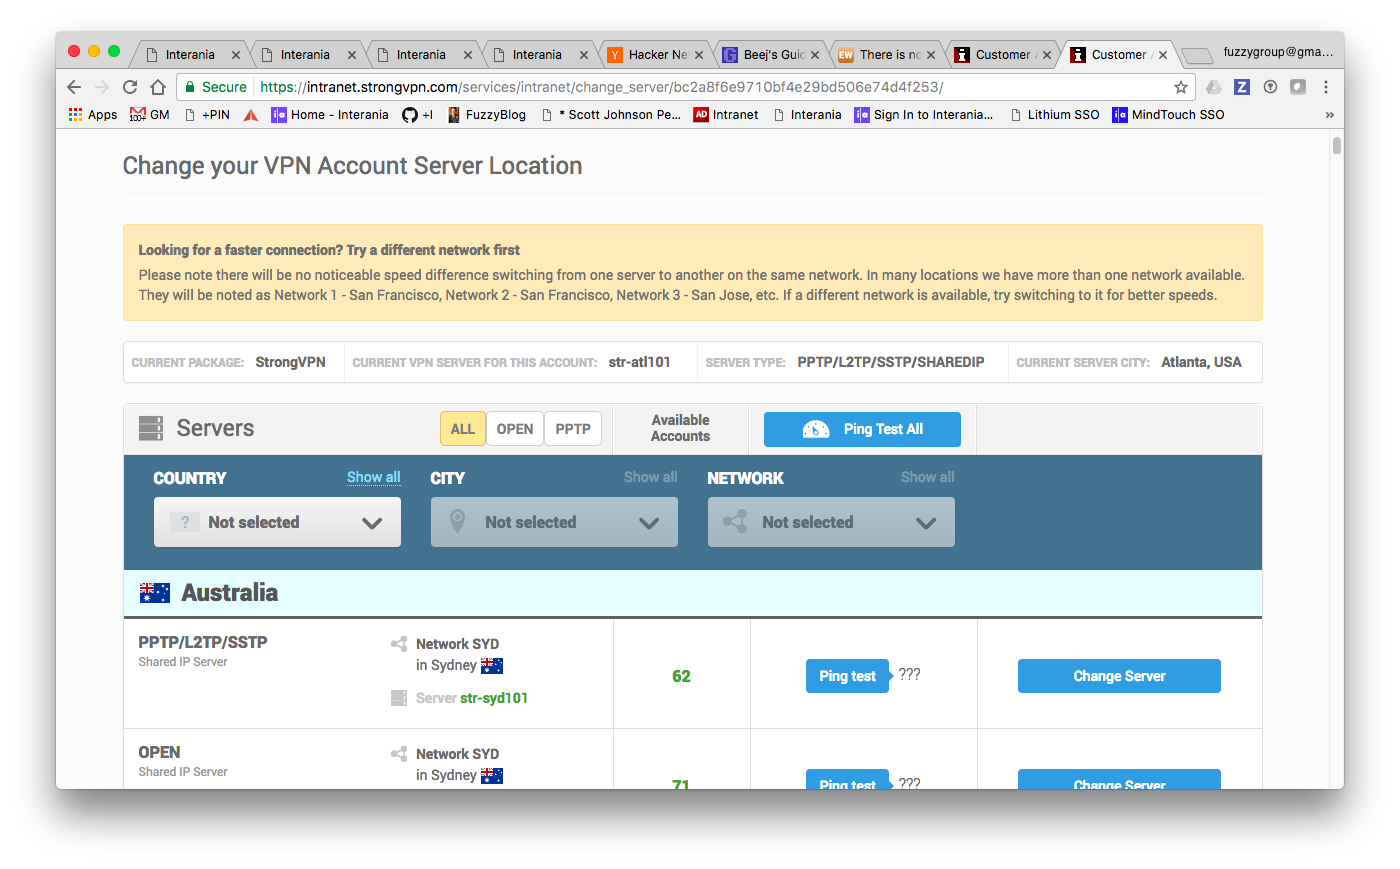 Interania
Interania
Interania
Interania
Hacker Ne
Beej's Guid
There is no
Customer
Customer
fuzzygroup@gma...
Secure
https://intranet.strongvpn.com/services/intranet/change_server/bc2a8f6e9710bf4e29bd506e74d4f253/
Apps
100+ GM
+PIN
Home - Interania
+I
FuzzyBlog
* Scott Johnson Pe...
AD Intranet
Interania
Sign In to Interania...
Lithium SSO
MindTouch SSO
»
Change your VPN Account Server Location
Looking for a faster connection? Try a different network first
Please note there will be no noticeable speed difference switching from one server to another on the same network. In many locations we have more than one network available.
They will be noted as Network 1 - San Francisco, Network 2 - San Francisco, Network 3 - San Jose, etc. If a different network is available, try switching to it for better speeds.
CURRENT PACKAGE: StrongVPN
CURRENT VPN SERVER FOR THIS ACCOUNT: str-atl101
SERVER TYPE: PPTP/L2TP/SSTP/SHAREDIP
CURRENT SERVER CITY: Atlanta, USA
Servers
ALL
OPEN
PPTP
Available
Accounts
Ping Test All
COUNTRY
Show all
CITY
Show all
NETWORK
Show all
? Not selected
Not selected
Not selected
Australia
PPTP/L2TP/SSTP
Shared IP Server
Network SYD
in Sydney
Server str-syd101
62
Ping test
???
Change Server
OPEN
Shared IP Server
Network SYD
in Sydney
71
Ping test
???
Change Server